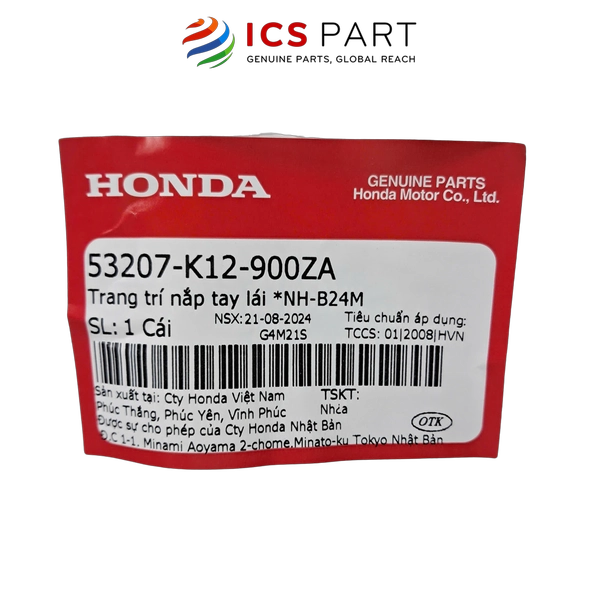 ICS PART
GENUINE PARTS, GLOBAL REACH
HONDA
GENUINE PARTS
Honda Motor Co., Ltd.
53207-K12-900ZA
Trang trí nắp tay lái *NH-B24M
SL: 1 Cái
NSX: 21-08-2024
G4M21S
Tiêu chuẩn áp dụng:
TCCS: 01|2008|HVN
Sản xuất tại: Cty Honda Việt Nam
Phúc Thắng, Phúc Yên, Vĩnh Phúc
TSKT:
Nhựa
Được sự cho phép của Cty Honda Nhật Bản
Đ.C 1-1. Minami Aoyama 2-chome,Minato-ku Tokyo Nhật Bản
OTK